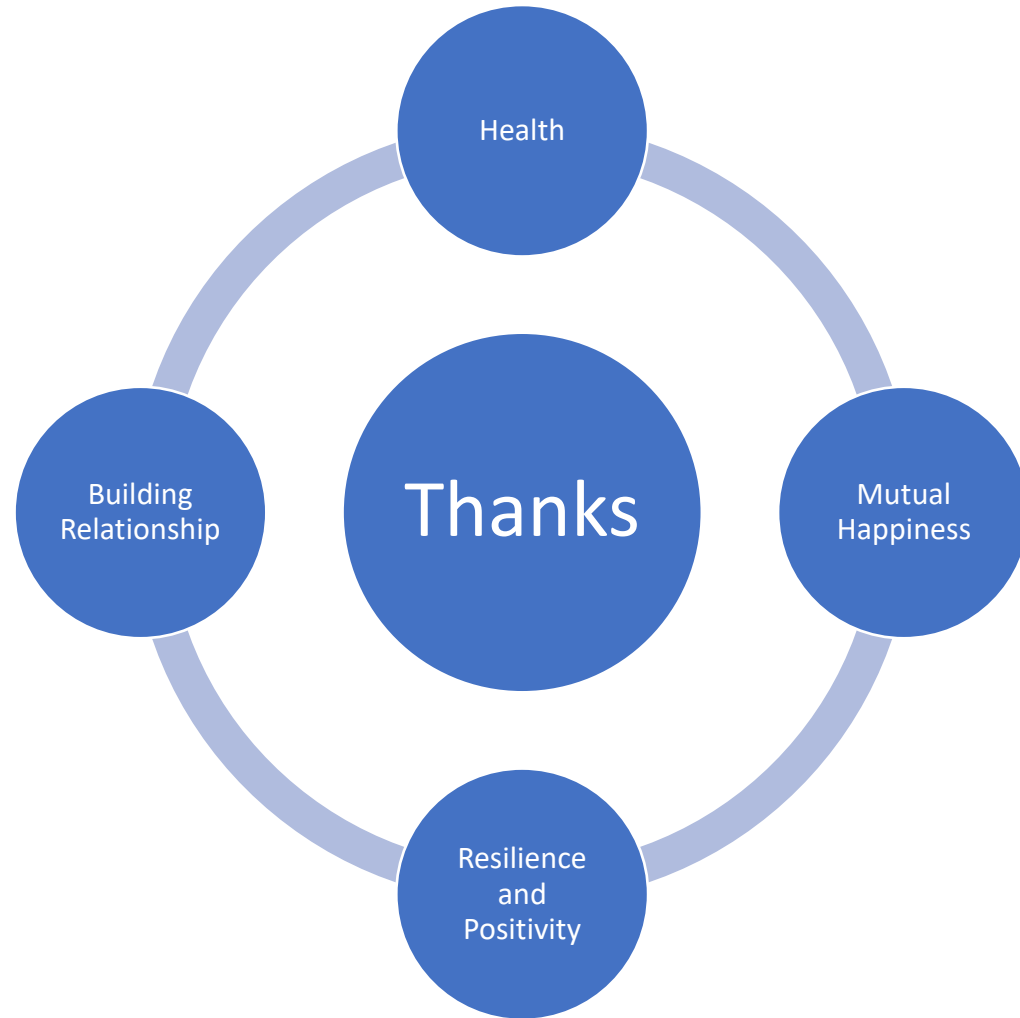 Health
Building
Relationship
Thanks
Mutual
Happiness
Resilience
and
Positivity